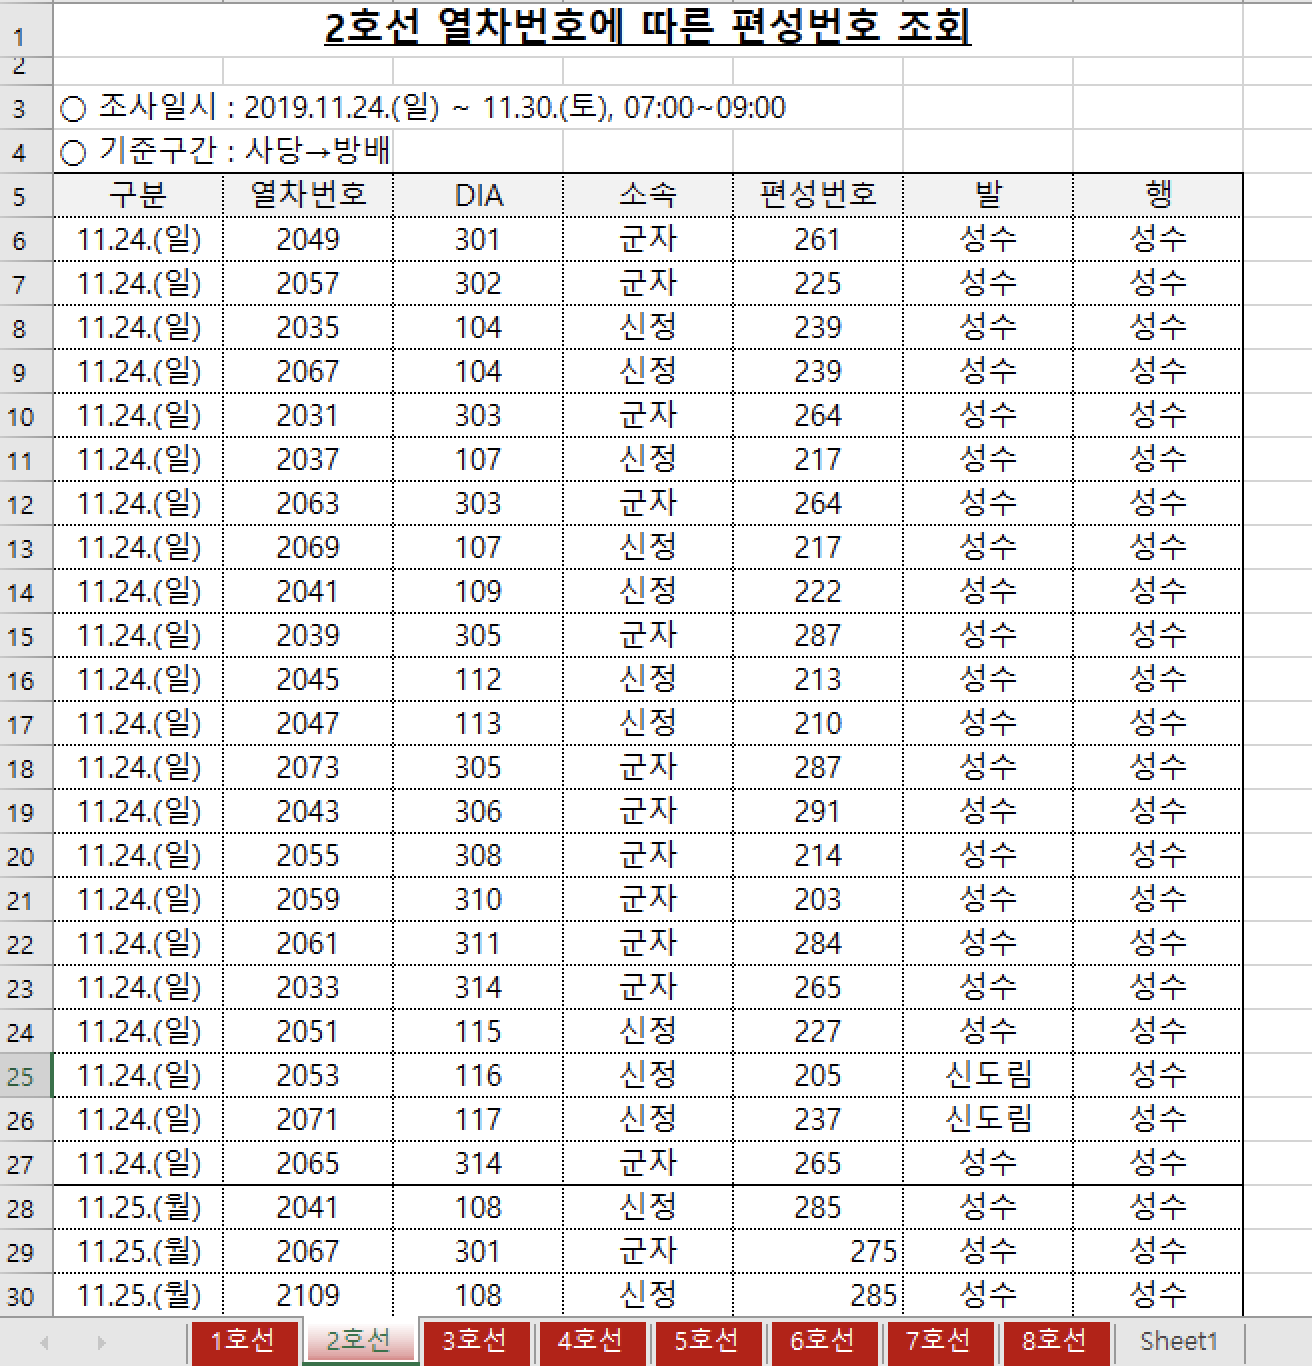 1 2호선 열차번호에 따른 편성번호 조회
2
3 ○ 조사일시 : 2019.11.24.(일) ~ 11.30.(토), 07:00~09:00
4 ○ 기준구간 : 사당→방배
5 구분 열차번호 DIA 소속 편성번호 발 행
6 11.24.(일) 2049 301 군자 261 성수 성수
7 11.24.(일) 2057 302 군자 225 성수 성수
8 11.24.(일) 2035 104 신정 239 성수 성수
9 11.24.(일) 2067 104 신정 239 성수 성수
10 11.24.(일) 2031 303 군자 264 성수 성수
11 11.24.(일) 2037 107 신정 217 성수 성수
12 11.24.(일) 2063 303 군자 264 성수 성수
13 11.24.(일) 2069 107 신정 217 성수 성수
14 11.24.(일) 2041 109 신정 222 성수 성수
15 11.24.(일) 2039 305 군자 287 성수 성수
16 11.24.(일) 2045 112 신정 213 성수 성수
17 11.24.(일) 2047 113 신정 210 성수 성수
18 11.24.(일) 2073 305 군자 287 성수 성수
19 11.24.(일) 2043 306 군자 291 성수 성수
20 11.24.(일) 2055 308 군자 214 성수 성수
21 11.24.(일) 2059 310 군자 203 성수 성수
22 11.24.(일) 2061 311 군자 284 성수 성수
23 11.24.(일) 2033 314 군자 265 성수 성수
24 11.24.(일) 2051 115 신정 227 성수 성수
25 11.24.(일) 2053 116 신정 205 신도림 성수
26 11.24.(일) 2071 117 신정 237 신도림 성수
27 11.24.(일) 2065 314 군자 265 성수 성수
28 11.25.(월) 2041 108 신정 285 성수 성수
29 11.25.(월) 2067 301 군자 275 성수 성수
30 11.25.(월) 2109 108 신정 285 성수 성수
1호선 2호선 3호선 4호선 5호선 6호선 7호선 8호선 Sheet1